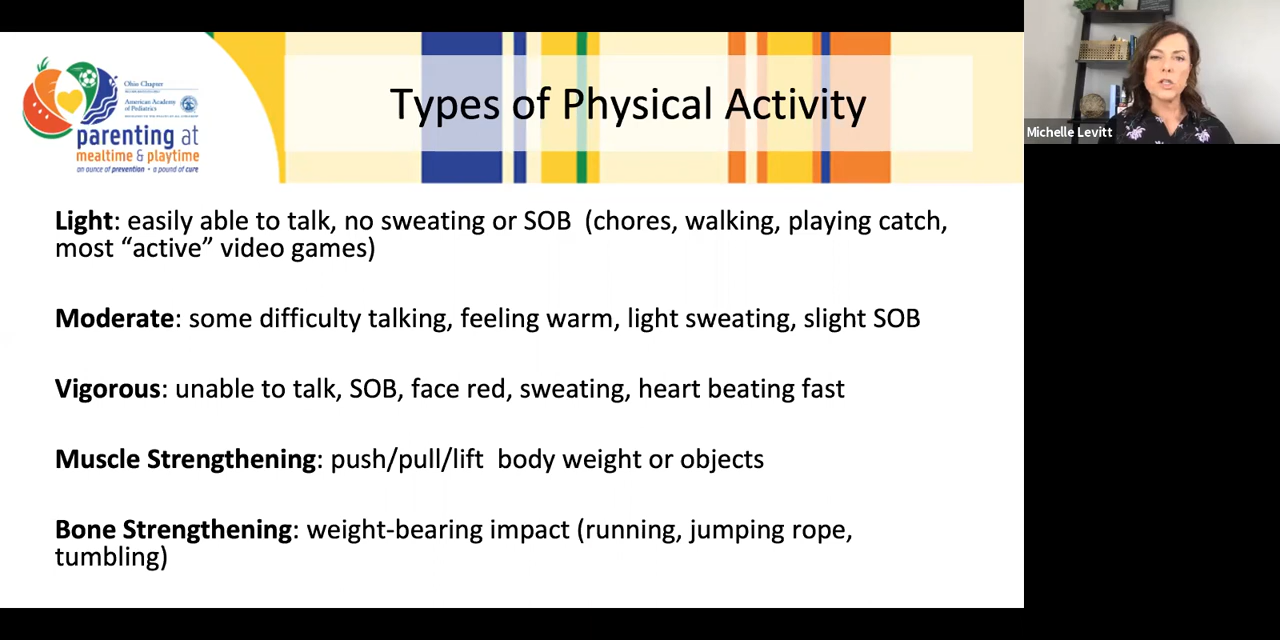 Ohio Chapter
American Academy
of Pediatrics
parenting at
mealtime & playtime
an ounce of prevention • a pound of cure
Types of Physical Activity
Michelle Levitt
Light: easily able to talk, no sweating or SOB (chores, walking, playing catch,
most “active” video games)
Moderate: some difficulty talking, feeling warm, light sweating, slight SOB
Vigorous: unable to talk, SOB, face red, sweating, heart beating fast
Muscle Strengthening: push/pull/lift  body weight or objects
Bone Strengthening: weight-bearing impact (running, jumping rope,
tumbling)